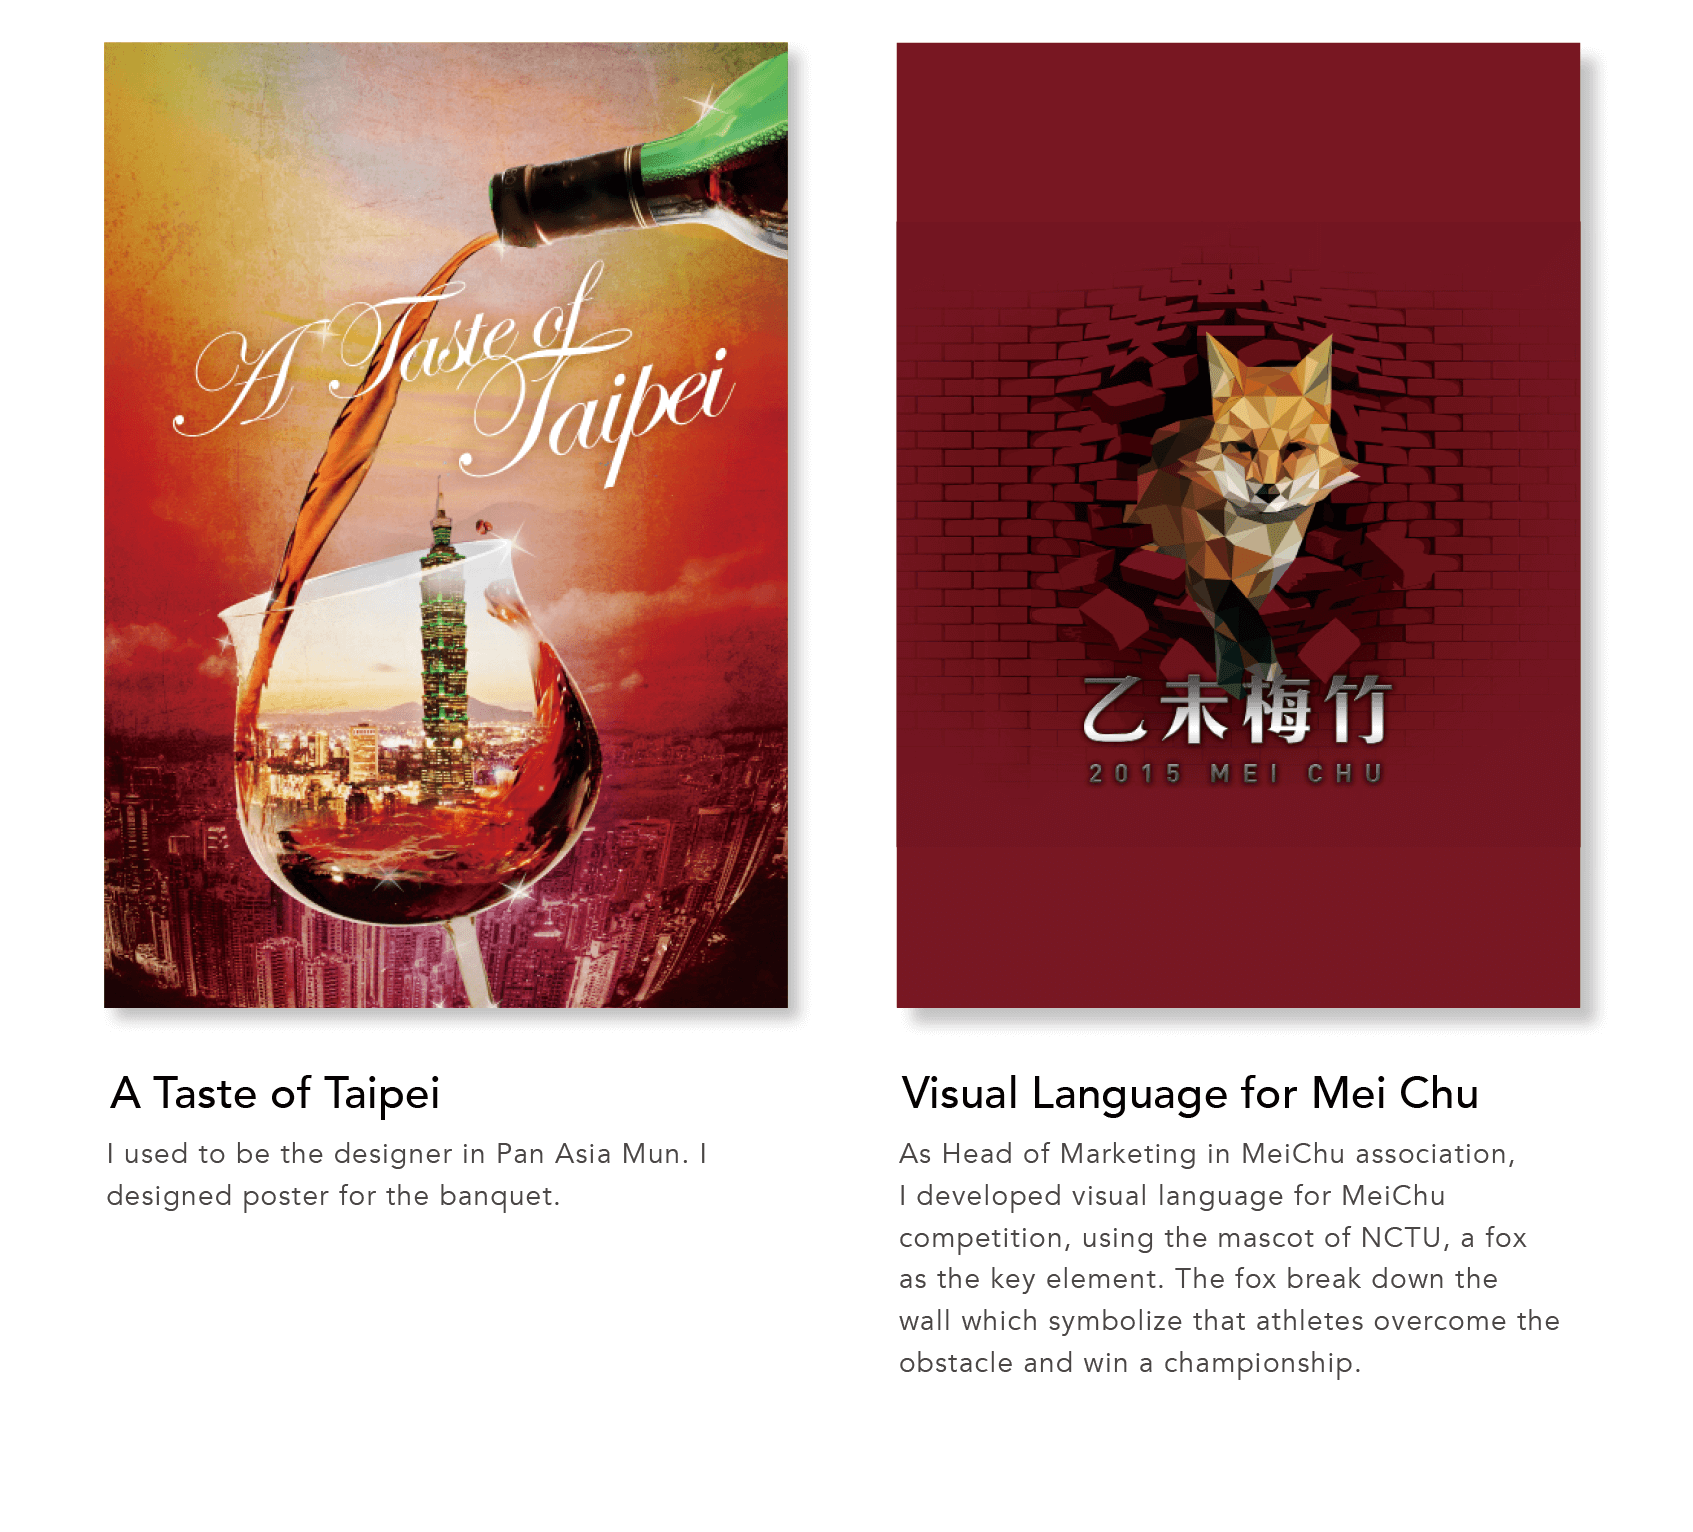 A Taste of
Taipei
乙未梅竹
2015 MEI CHU
A Taste of Taipei
I used to be the designer in Pan Asia Mun. I
designed poster for the banquet.
Visual Language for Mei Chu
As Head of Marketing in MeiChu association,
I developed visual language for MeiChu
competition, using the mascot of NCTU, a fox
as the key element. The fox break down the
wall which symbolize that athletes overcome the
obstacle and win a championship.